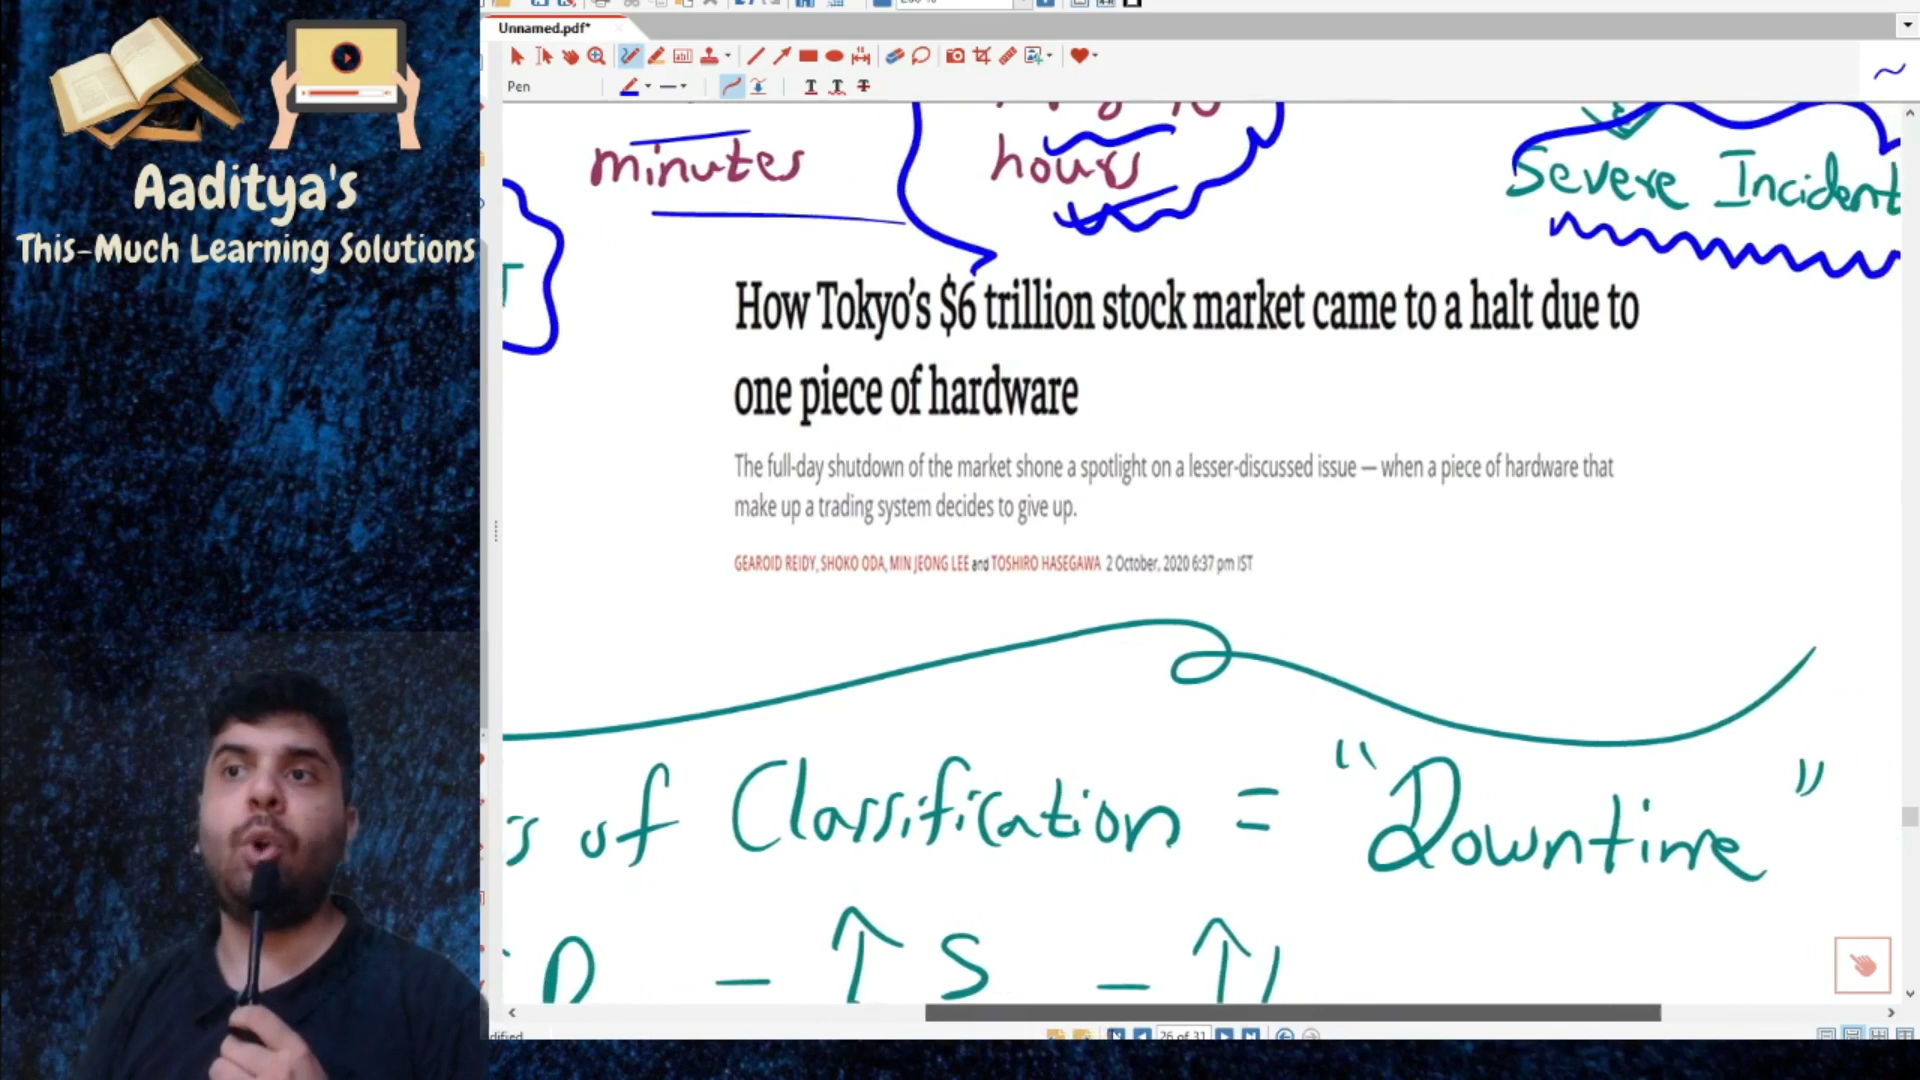 Unnamed.pdf*
Aaditya's
This-Much Learning Solutions
Pen
minutes
hours
Severe Incident
How Tokyo's $6 trillion stock market came to a halt due to
one piece of hardware
The full-day shutdown of the market shone a spotlight on a lesser-discussed issue — when a piece of hardware that
make up a trading system decides to give up.
GEAROID REIDY, SHOKO ODA, MIN JEONG LEE and TOSHIRO HASEGAWA 2 October, 2020 6:37 pm IST
s of Classification = "Downtime"
D - ↑ S - ↑
26 of 31